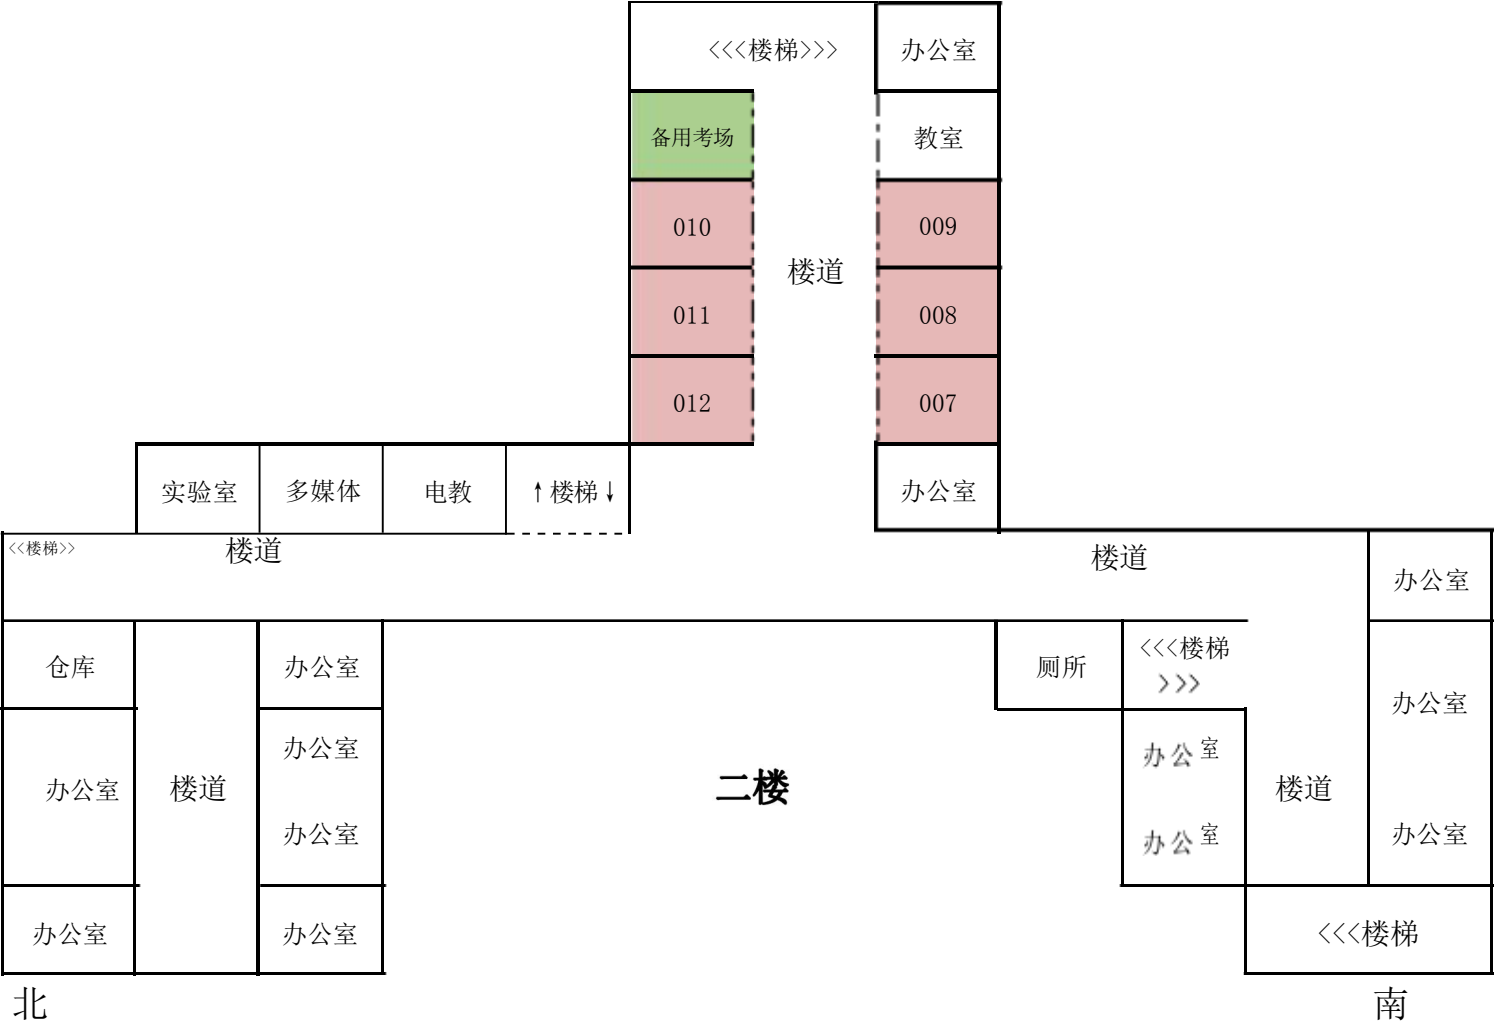 <<<楼梯>>>
办公室
备用考场
教室
010
009
楼道
011
008
012
007
实验室
多媒体
电教
↑楼梯↓
办公室
<<楼梯>>
楼道
楼道
办公室
仓库
办公室
厕所
<<<楼梯
>>>
办公室
办公室
办公室
办公室
楼道
二楼
楼道
办公室
办公室
办公室
办公室
办公室
<<<楼梯
北
南